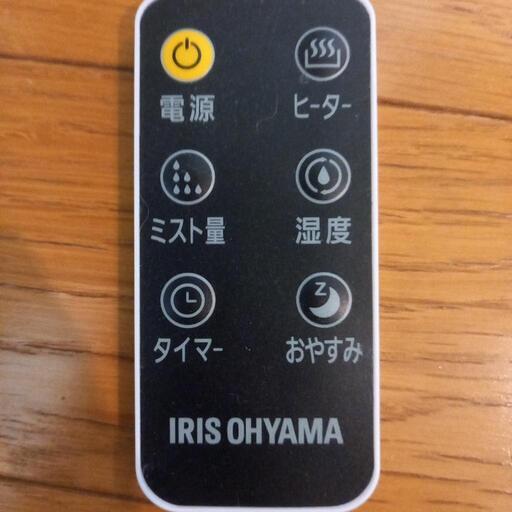 電源 ヒーター
ミスト量 湿度
Z
タイマー おやすみ
IRIS OHYAMA